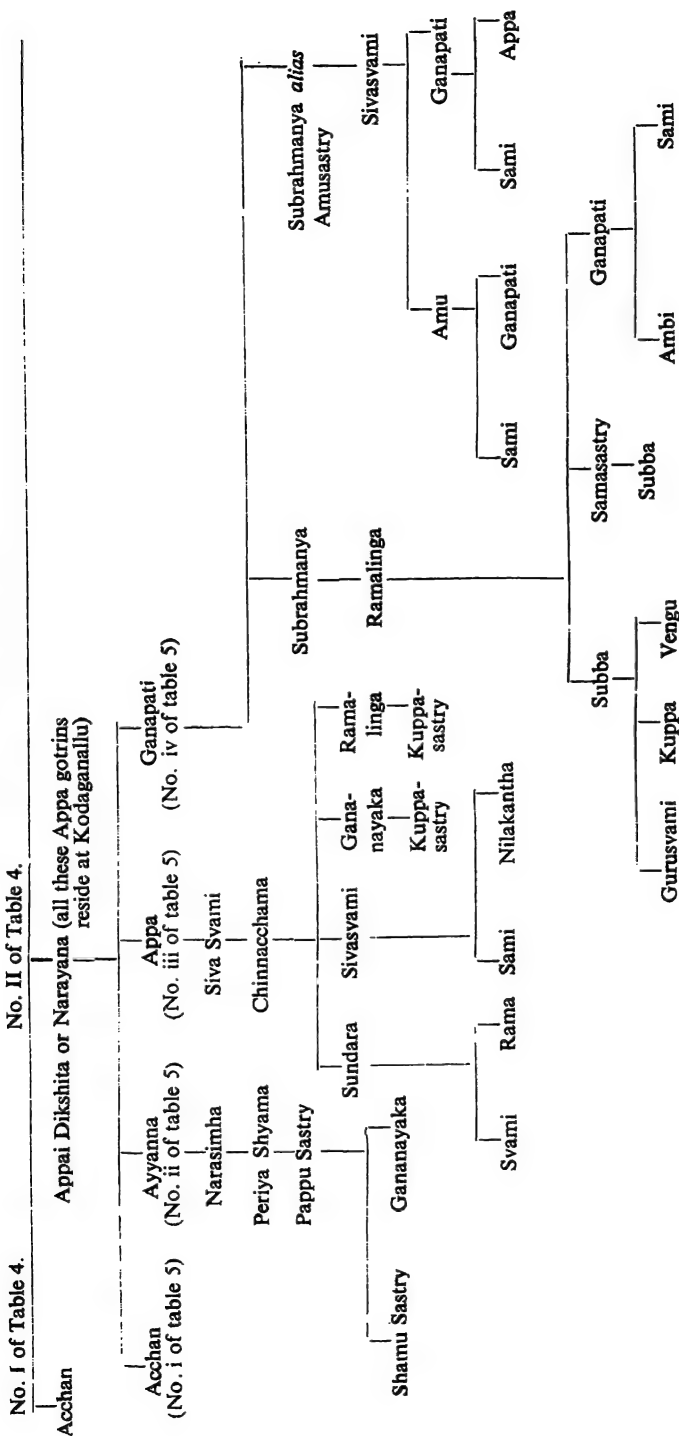 No. I of Table 4.
No. II of Table 4.
Acchan
Appai Dikshita or Narayana (all these Appa gotrins
reside at Kodaganallu)
Acchan
(No. i of table 5)
Ayyanna
(No. ii of table 5)
Appa
(No. iii of table 5)
Ganapati
(No. iv of table 5)
Narasimha
Siva Svami
Subrahmanya
Subrahmanya alias
Amusastry
Periya Shyama
Chinnacchama
Ramalinga
Sivasvami
Pappu Sastry
Sundara
Sivasvami
Gana-
nayaka
Rama-
linga
Amu
Ganapati
Shamu Sastry
Gananayaka
Kuppa-
sastry
Kuppa-
sastry
Sami
Ganapati
Sami
Appa
Svami
Rama
Sami
Nilakantha
Subba
Samasastry
Ganapati
Gurusvami
Kuppa
Vengu
Subba
Ambi
Sami